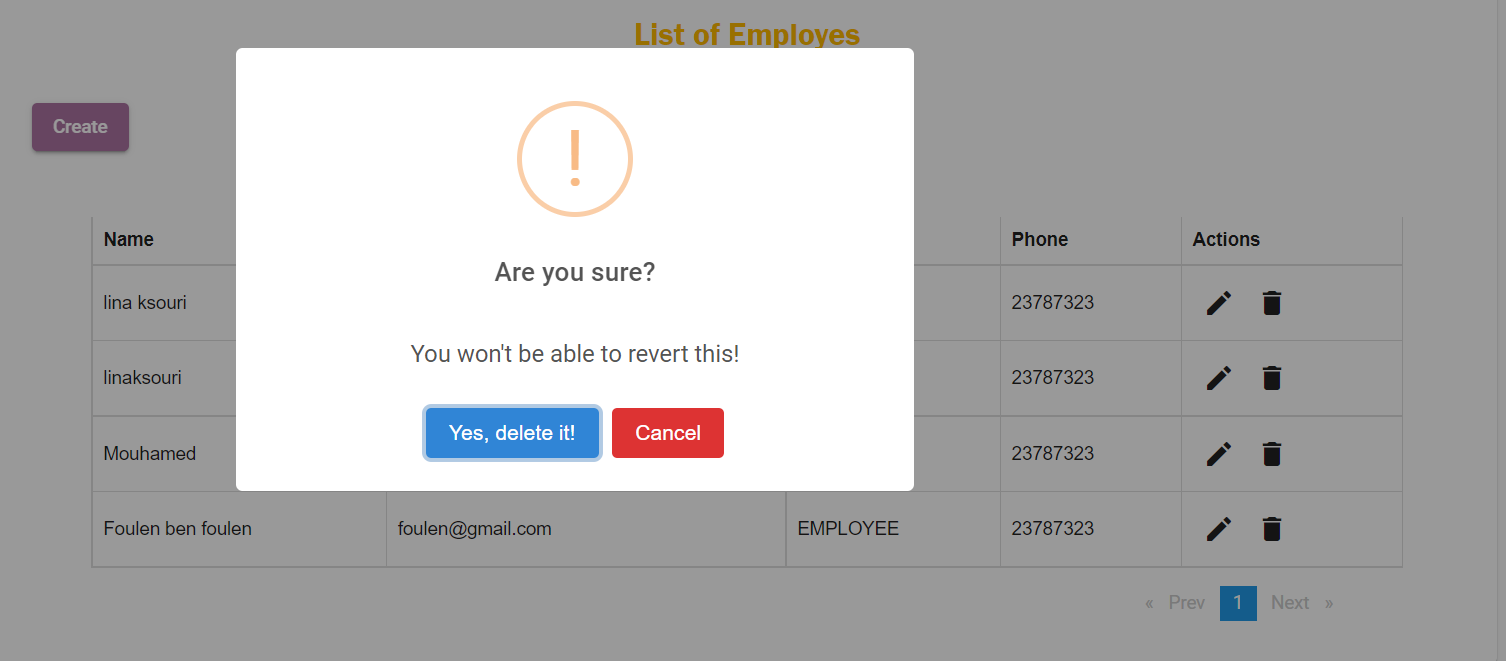 List of Employes
Create
!
Are you sure?
You won't be able to revert this!
Yes, delete it! Cancel
Name Phone Actions
lina ksouri 23787323
linaksouri 23787323
Mouhamed 23787323
Foulen ben foulen foulen@gmail.com EMPLOYEE 23787323
« Prev 1 Next »